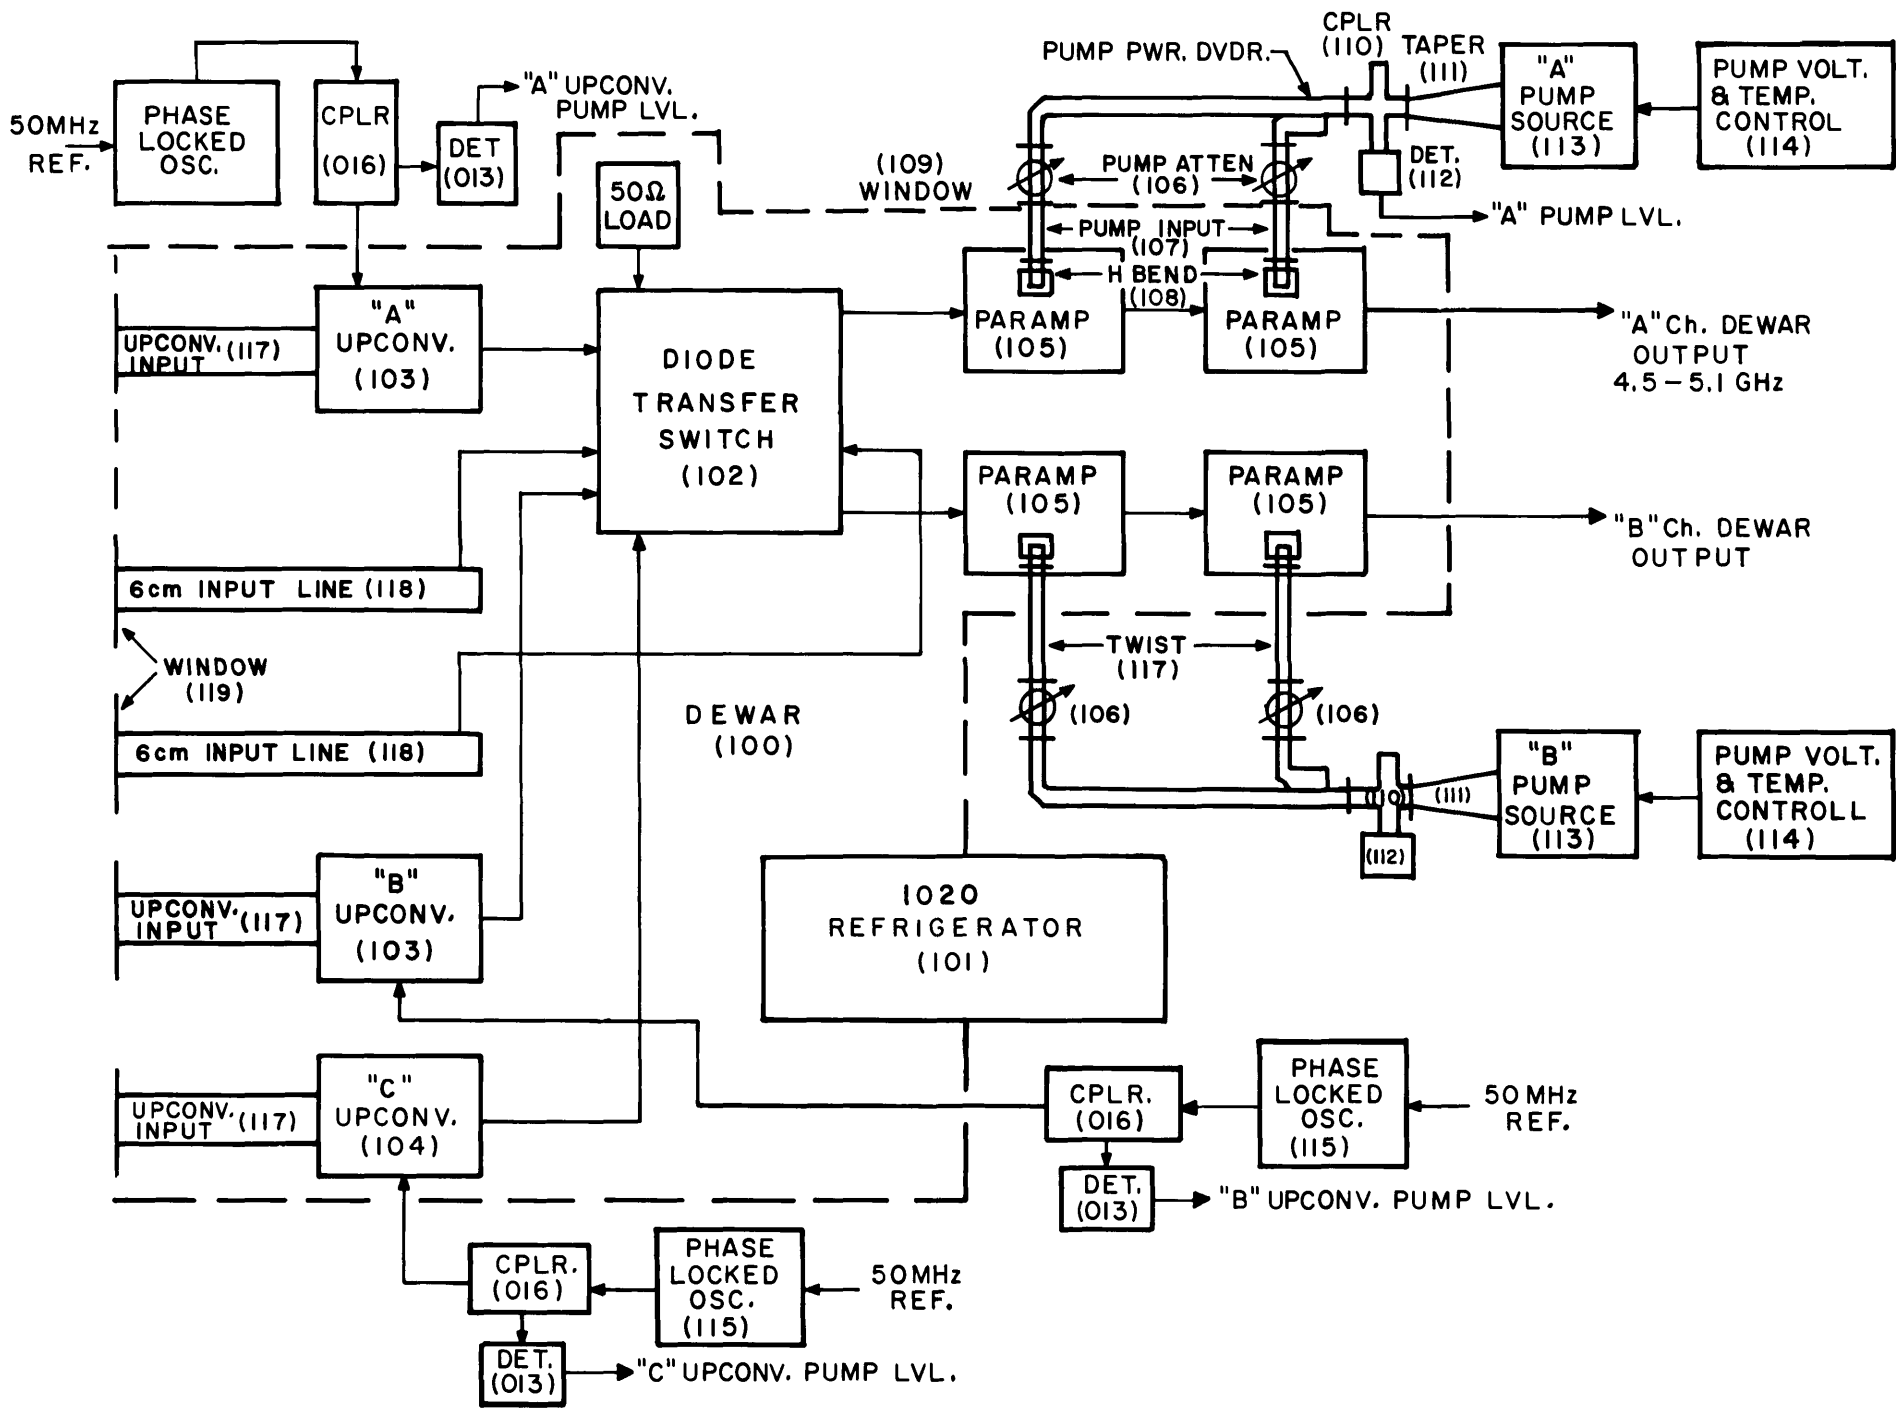 50MHz
REF.
PHASE
LOCKED
OSC.
CPLR
(016)
DET
(013)
"A" UPCONV.
PUMP LVL.
50Ω
LOAD
(109)
WINDOW
PUMP PWR. DVDR.
CPLR
(110)
TAPER
(111)
"A"
PUMP
SOURCE
(113)
PUMP VOLT.
& TEMP.
CONTROL
(114)
PUMP ATTEN
(106)
DET.
(112)
"A" PUMP LVL.
PUMP INPUT
(107)
H BEND
(108)
"A"
UPCONV.
(103)
UPCONV. (117)
INPUT
DIODE
TRANSFER
SWITCH
(102)
PARAMP
(105)
PARAMP
(105)
"A" Ch. DEWAR
OUTPUT
4.5 – 5.1 GHz
PARAMP
(105)
PARAMP
(105)
"B" Ch. DEWAR
OUTPUT
6cm INPUT LINE (118)
WINDOW
(119)
6cm INPUT LINE (118)
DEWAR
(100)
TWIST
(117)
(106)
(106)
(10
(111)
(112)
"B"
PUMP
SOURCE
(113)
PUMP VOLT.
& TEMP.
CONTROLL
(114)
UPCONV. (117)
INPUT
"B"
UPCONV.
(103)
1020
REFRIGERATOR
(101)
UPCONV. (117)
INPUT
"C"
UPCONV.
(104)
CPLR.
(016)
PHASE
LOCKED
OSC.
(115)
50 MHz
REF.
DET.
(013)
"B" UPCONV. PUMP LVL.
CPLR.
(016)
PHASE
LOCKED
OSC.
(115)
50MHz
REF.
DET.
(013)
"C" UPCONV. PUMP LVL.